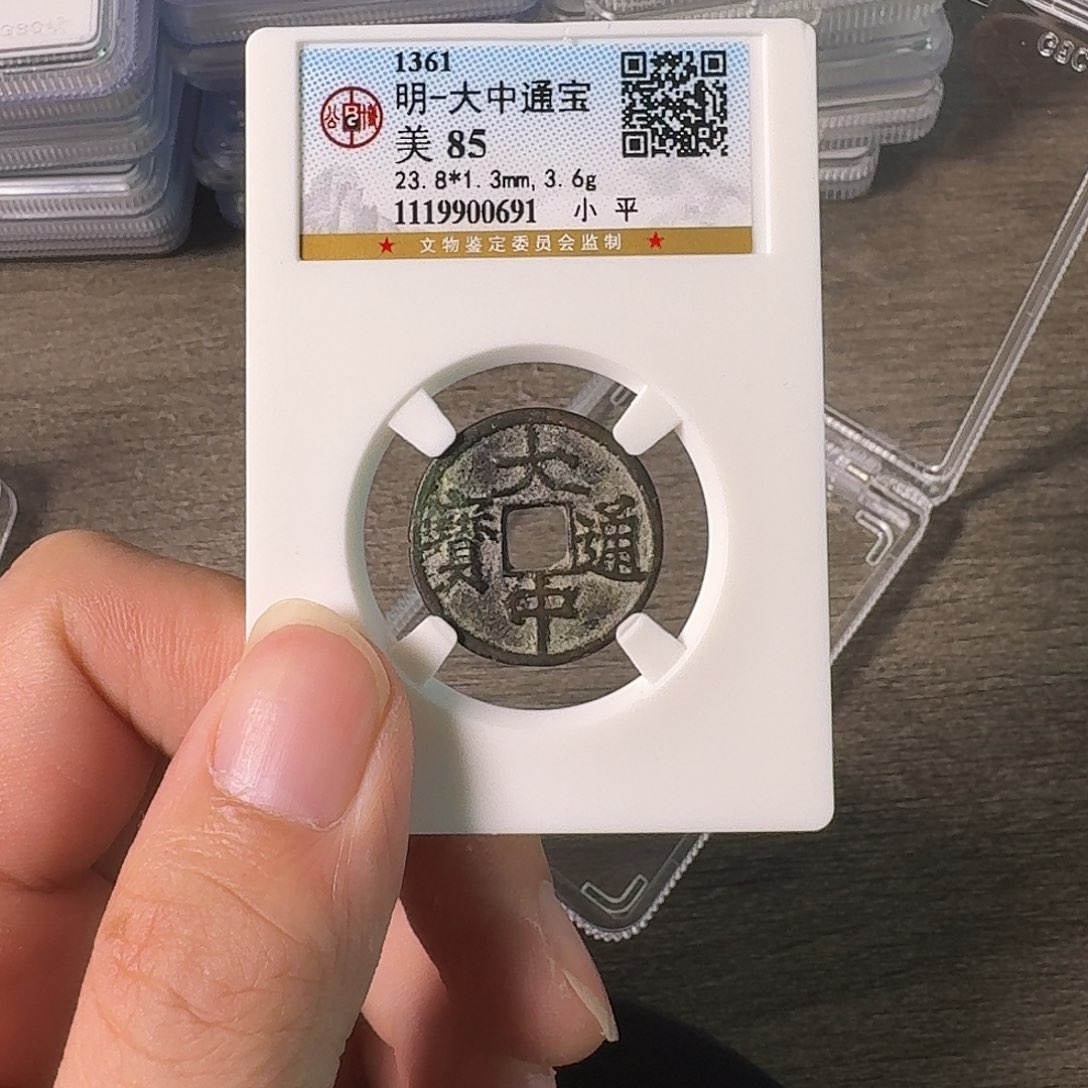 1361
明-大中通宝
美 85
23.8*1.3mm, 3.6g
1119900691 小 平
★ 文物鉴定委员会监制 ★
大
寶 通
中